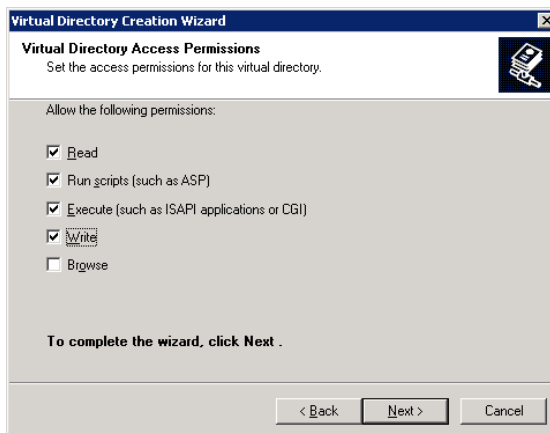 Virtual Directory Creation Wizard
Virtual Directory Access Permissions
Set the access permissions for this virtual directory.
Allow the following permissions:
Read
Run scripts (such as ASP)
Execute (such as ISAPI applications or CGI)
Write
Browse
To complete the wizard, click Next .
< Back
Next >
Cancel